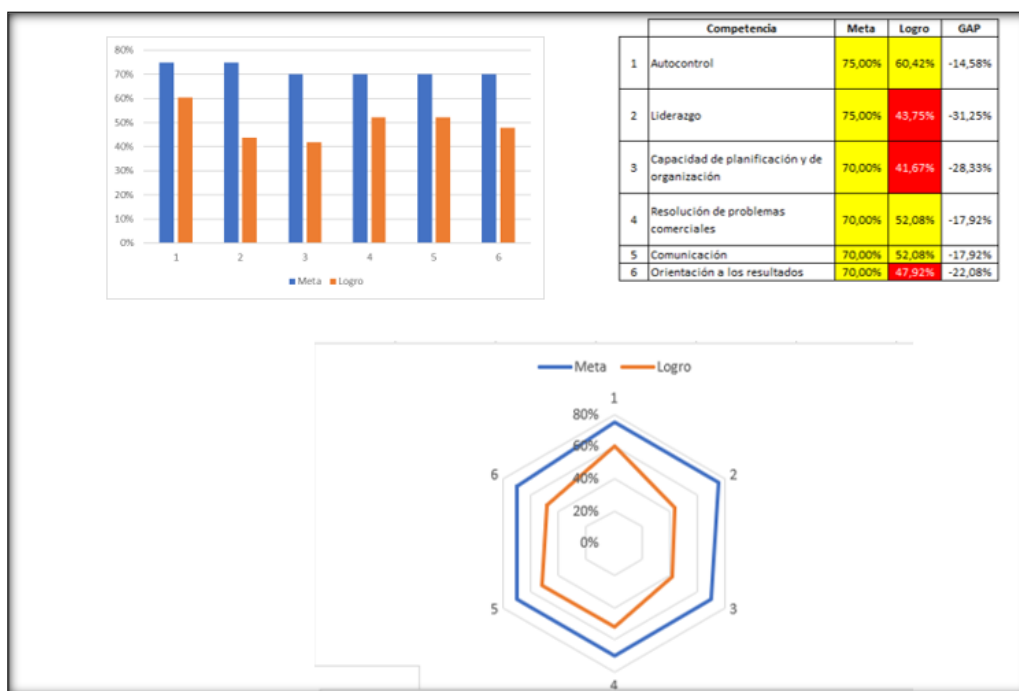 80%
70%
60%
50%
40%
30%
20%
10%
0%
1 2 3 4 5 6
Meta Logro
Competencia Meta Logro GAP
1 Autocontrol 75,00% 60,42% -14,58%
2 Liderazgo 75,00% 43,75% -31,25%
3 Capacidad de planificación y de organización 70,00% 41,67% -28,33%
4 Resolución de problemas comerciales 70,00% 52,08% -17,92%
5 Comunicación 70,00% 52,08% -17,92%
6 Orientación a los resultados 70,00% 47,92% -22,08%
Meta Logro
1
80%
60%
40%
20%
0%
6 2
5 3
4